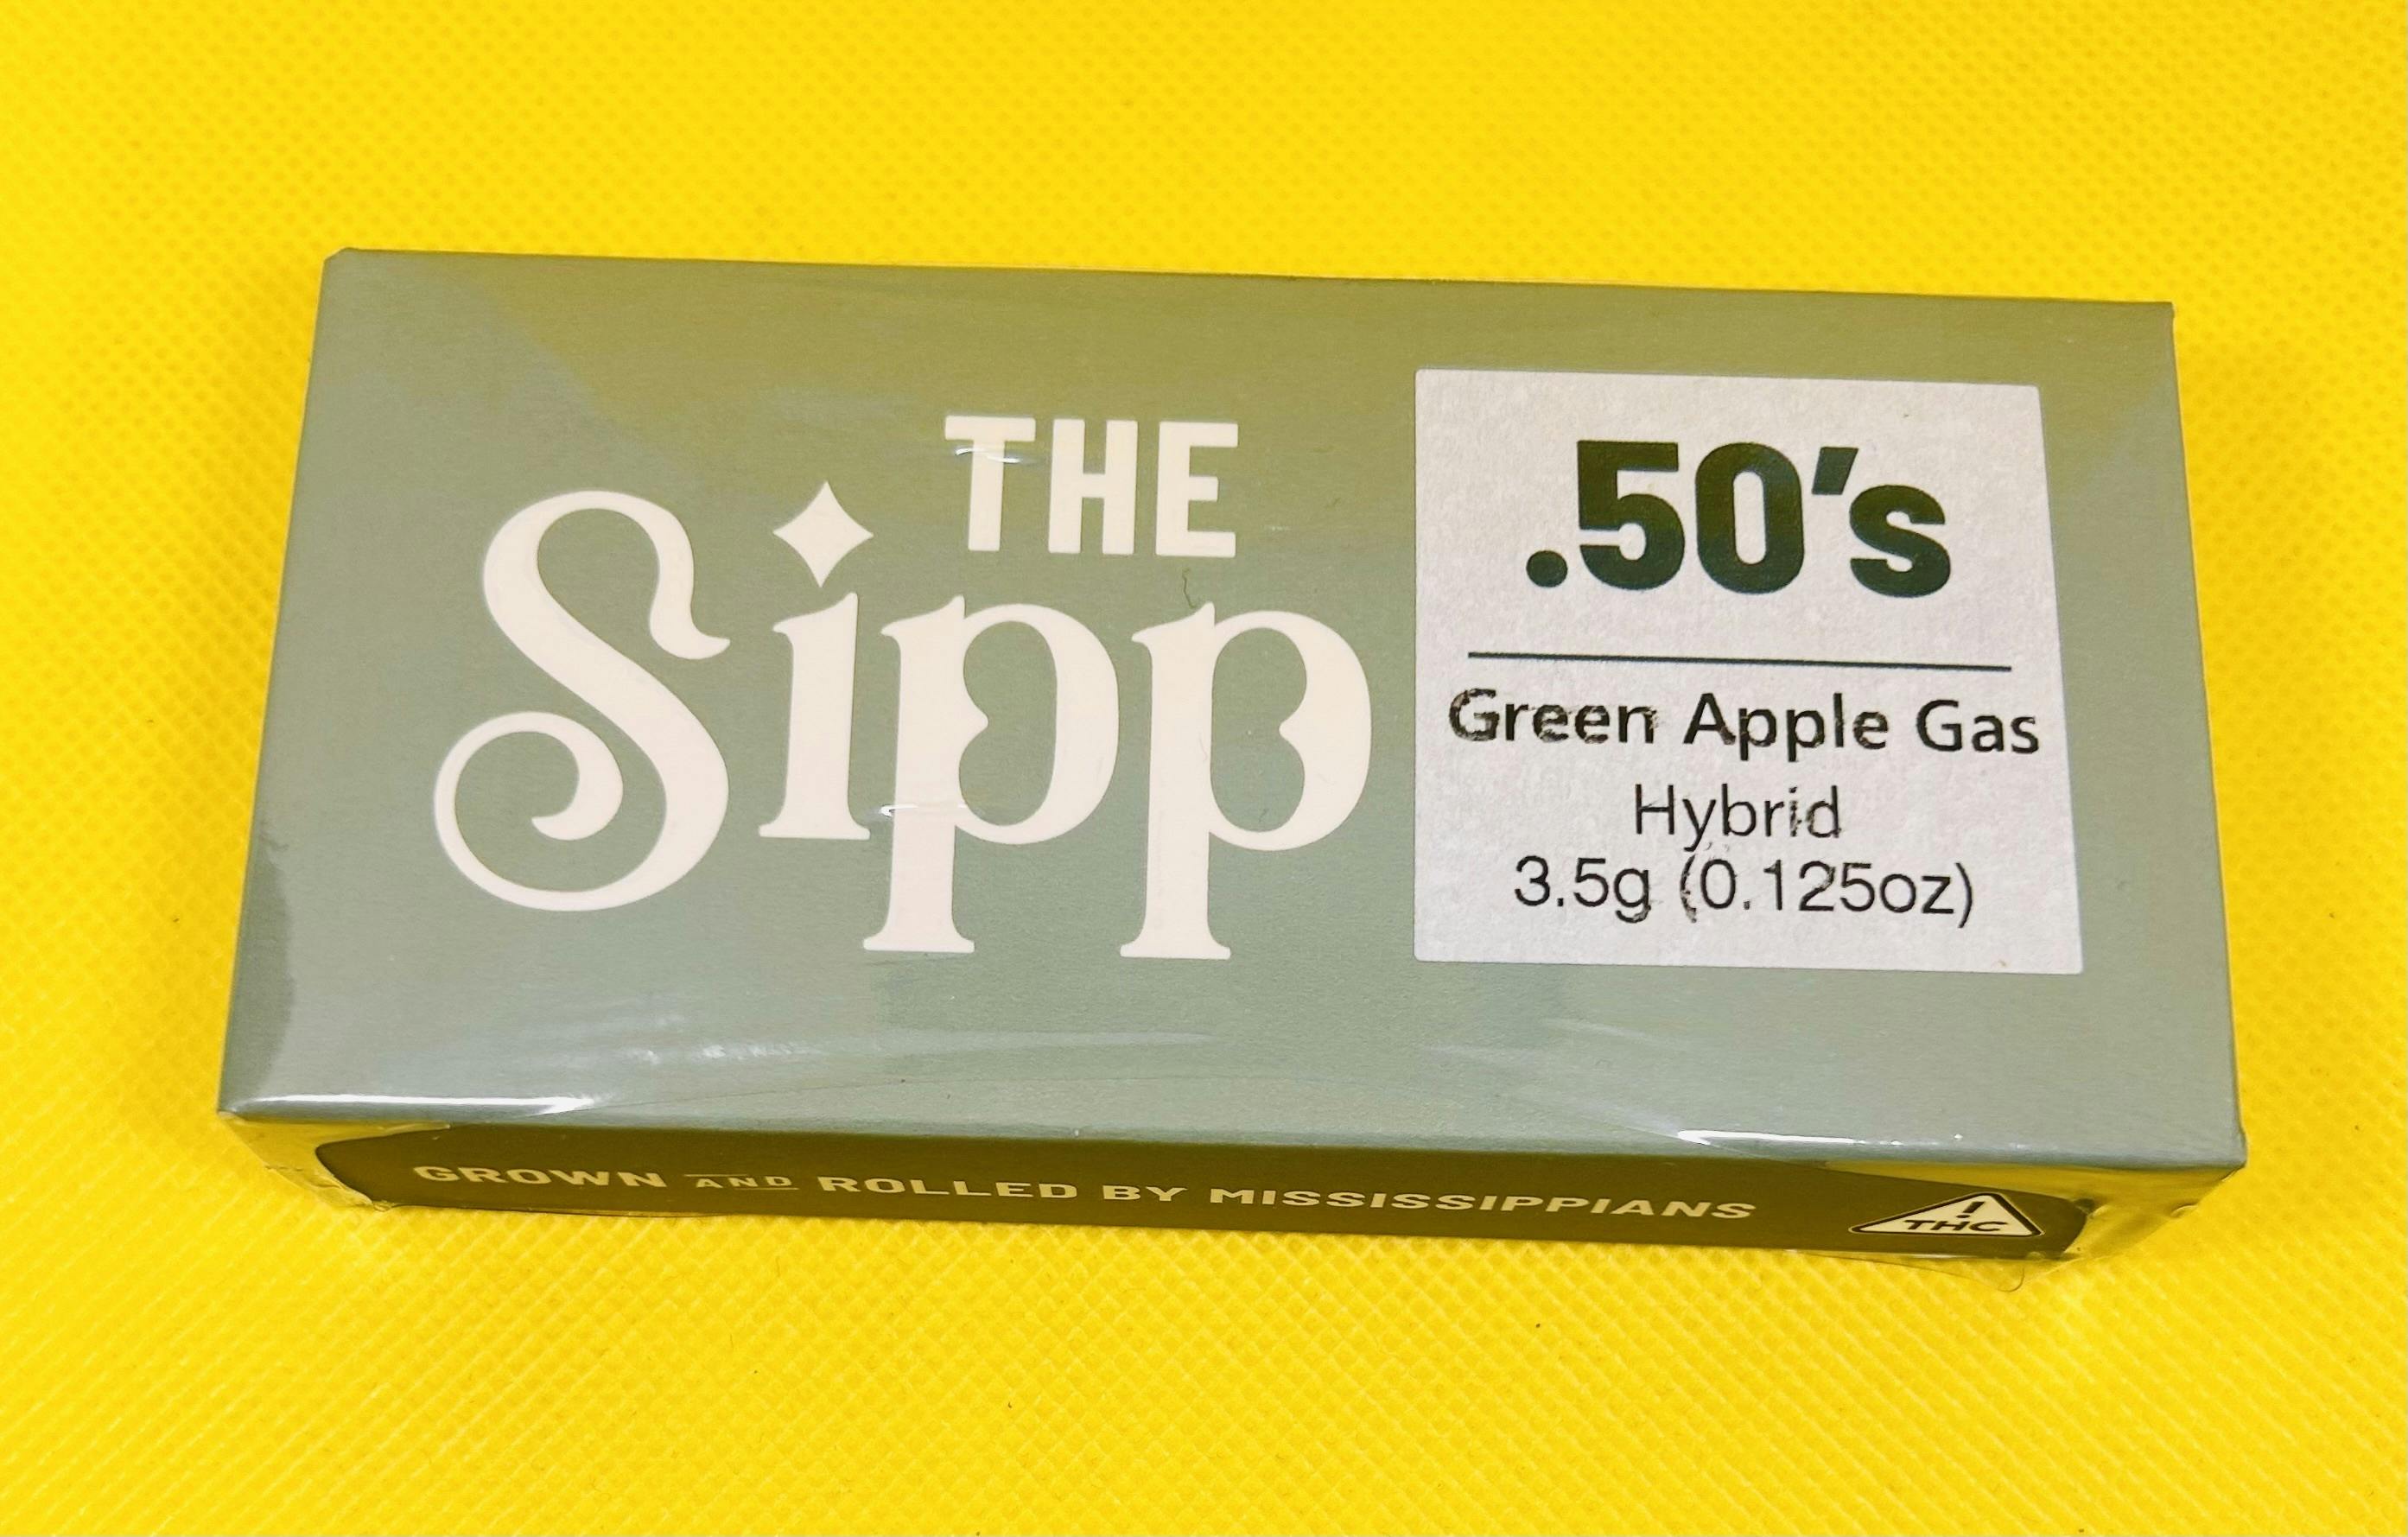 THE
Sipp
.50's
Green Apple Gas
Hybrid
3.5g (0.125oz)
GROWN AND ROLLED BY MISSISSIPPIANS
!
THC